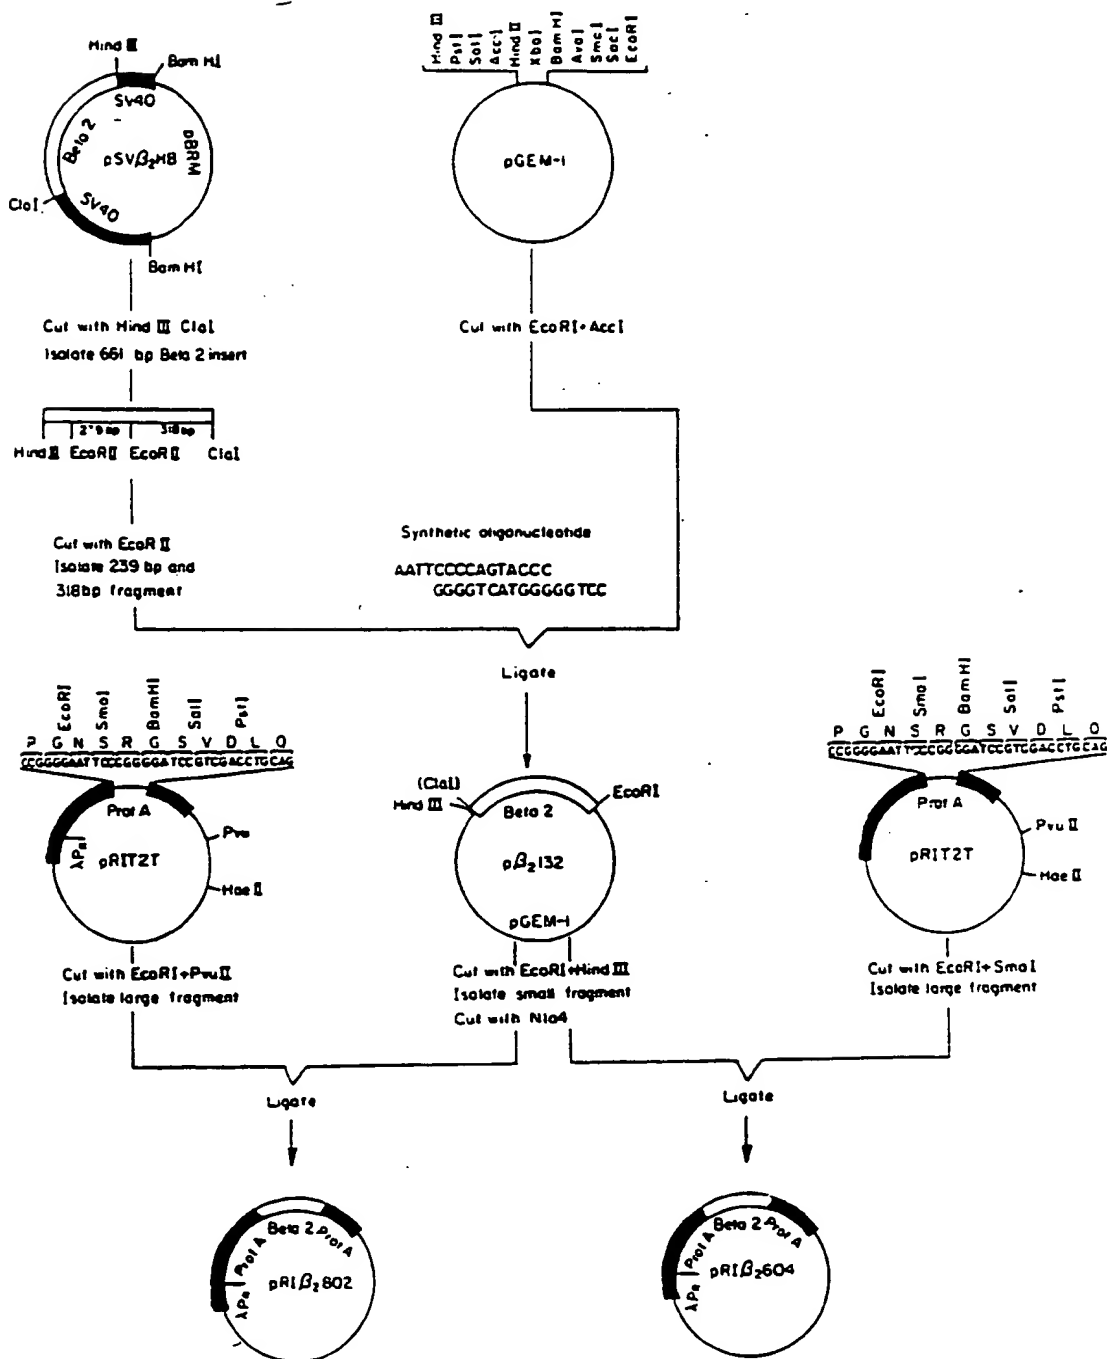 Hind III
Bam HI
SV40
Beta 2
pSVβ₂HB
pBRM
ClaI
SV40
Bam HI
Hind III
PstI
SalI
AccI
Hind II
XbaI
BamHI
AvaI
SmaI
SacI
EcoRI
pGEM-1
Cut with Hind III ClaI
Isolate 661 bp Beta 2 insert
Cut with EcoRI+AccI
318bp
Hind III EcoRII EcoRII ClaI
Cut with EcoR II
Isolate 239 bp and
318bp fragment
Synthetic oligonucleotide
AATTCCCCAGTACCC
GGGGTCATGGGGGTCC
Ligate
EcoRI
SmaI
BamHI
SalI
PstI
P G N S R G S V D L Q
Prot A
λPR
pRIT2T
Pvu
Hae II
(ClaI)
Hind III
EcoRI
Beta 2
pβ₂132
pGEM-1
EcoRI
SmaI
BamHI
SalI
PstI
P G N S R G S V D L Q
Prot A
pRIT2T
Pvu II
Hae II
Cut with EcoRI+PvuII
Isolate large fragment
Cut with EcoRI+Hind III
Isolate small fragment
Cut with Nla4
Cut with EcoRI+SmaI
Isolate large fragment
Ligate
Ligate
Beta 2
Prot A
Prot A
λPR
pRIβ₂802
Beta 2
Prot A
Prot A
λPR
pRIβ₂604